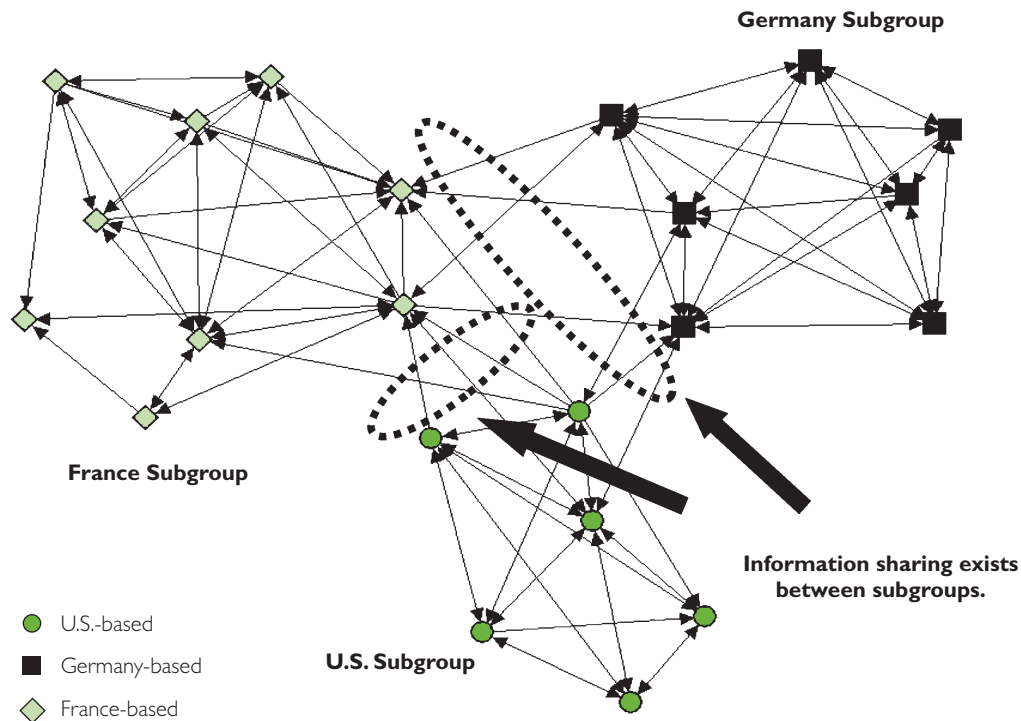 Germany Subgroup
France Subgroup
Information sharing exists
between subgroups.
U.S. Subgroup
U.S.-based
Germany-based
France-based